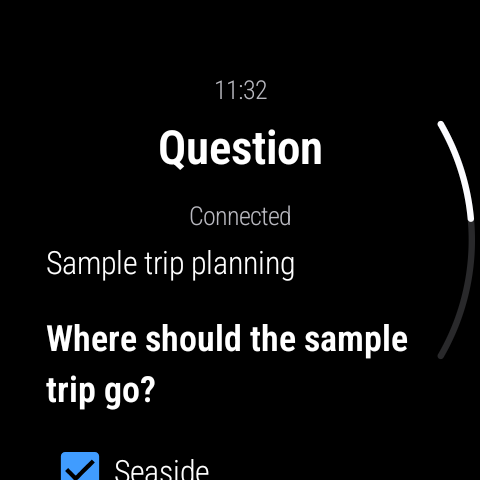 11:32
Question
Connected
Sample trip planning
Where should the sample
trip go?
Seaside